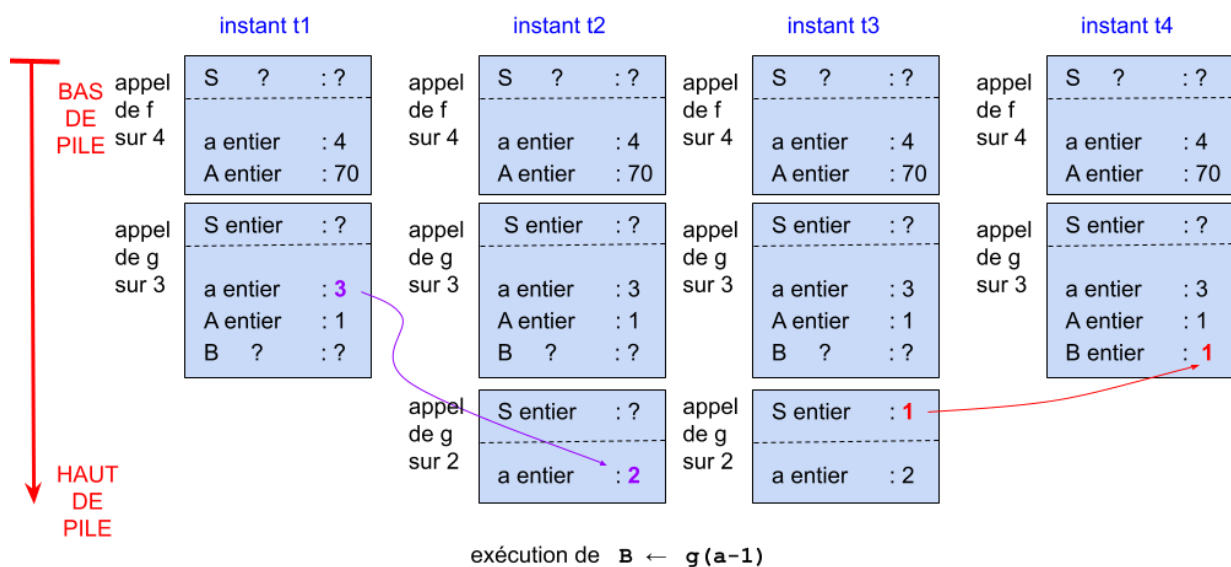 instant t1
instant t2
instant t3
instant t4
BAS
DE
PILE
HAUT
DE
PILE
appel
de f
sur 4
S ? : ?
a entier : 4
A entier : 70
appel
de g
sur 3
S entier : ?
a entier : 3
A entier : 1
B ? : ?
appel
de f
sur 4
S ? : ?
a entier : 4
A entier : 70
appel
de g
sur 3
S entier : ?
a entier : 3
A entier : 1
B ? : ?
appel
de g
sur 2
S entier : ?
a entier : 2
appel
de f
sur 4
S ? : ?
a entier : 4
A entier : 70
appel
de g
sur 3
S entier : ?
a entier : 3
A entier : 1
B ? : ?
appel
de g
sur 2
S entier : 1
a entier : 2
appel
de f
sur 4
S ? : ?
a entier : 4
A entier : 70
appel
de g
sur 3
S entier : ?
a entier : 3
A entier : 1
B entier : 1
exécution de B ← g(a-1)